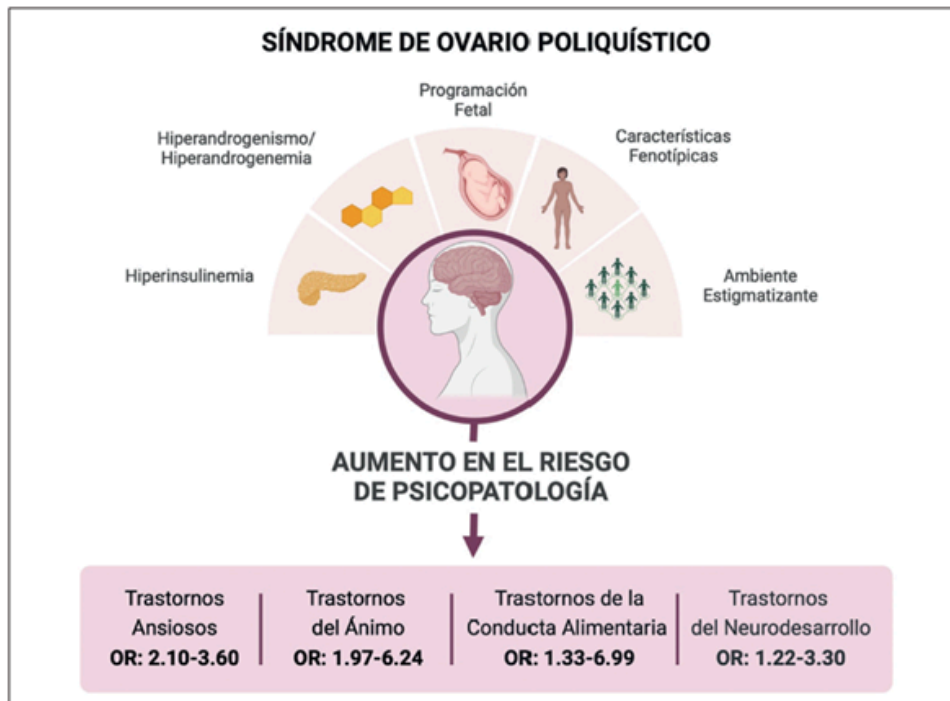 SÍNDROME DE OVARIO POLIQUÍSTICO
Programación
Fetal
Hiperandrogenismo/
Hiperandrogenemia
Características
Fenotípicas
Hiperinsulinemia
Ambiente
Estigmatizante
AUMENTO EN EL RIESGO
DE PSICOPATOLOGÍA
Trastornos
Ansiosos
OR: 2.10-3.60
Trastornos
del Ánimo
OR: 1.97-6.24
Trastornos de la
Conducta Alimentaria
OR: 1.33-6.99
Trastornos
del Neurodesarrollo
OR: 1.22-3.30